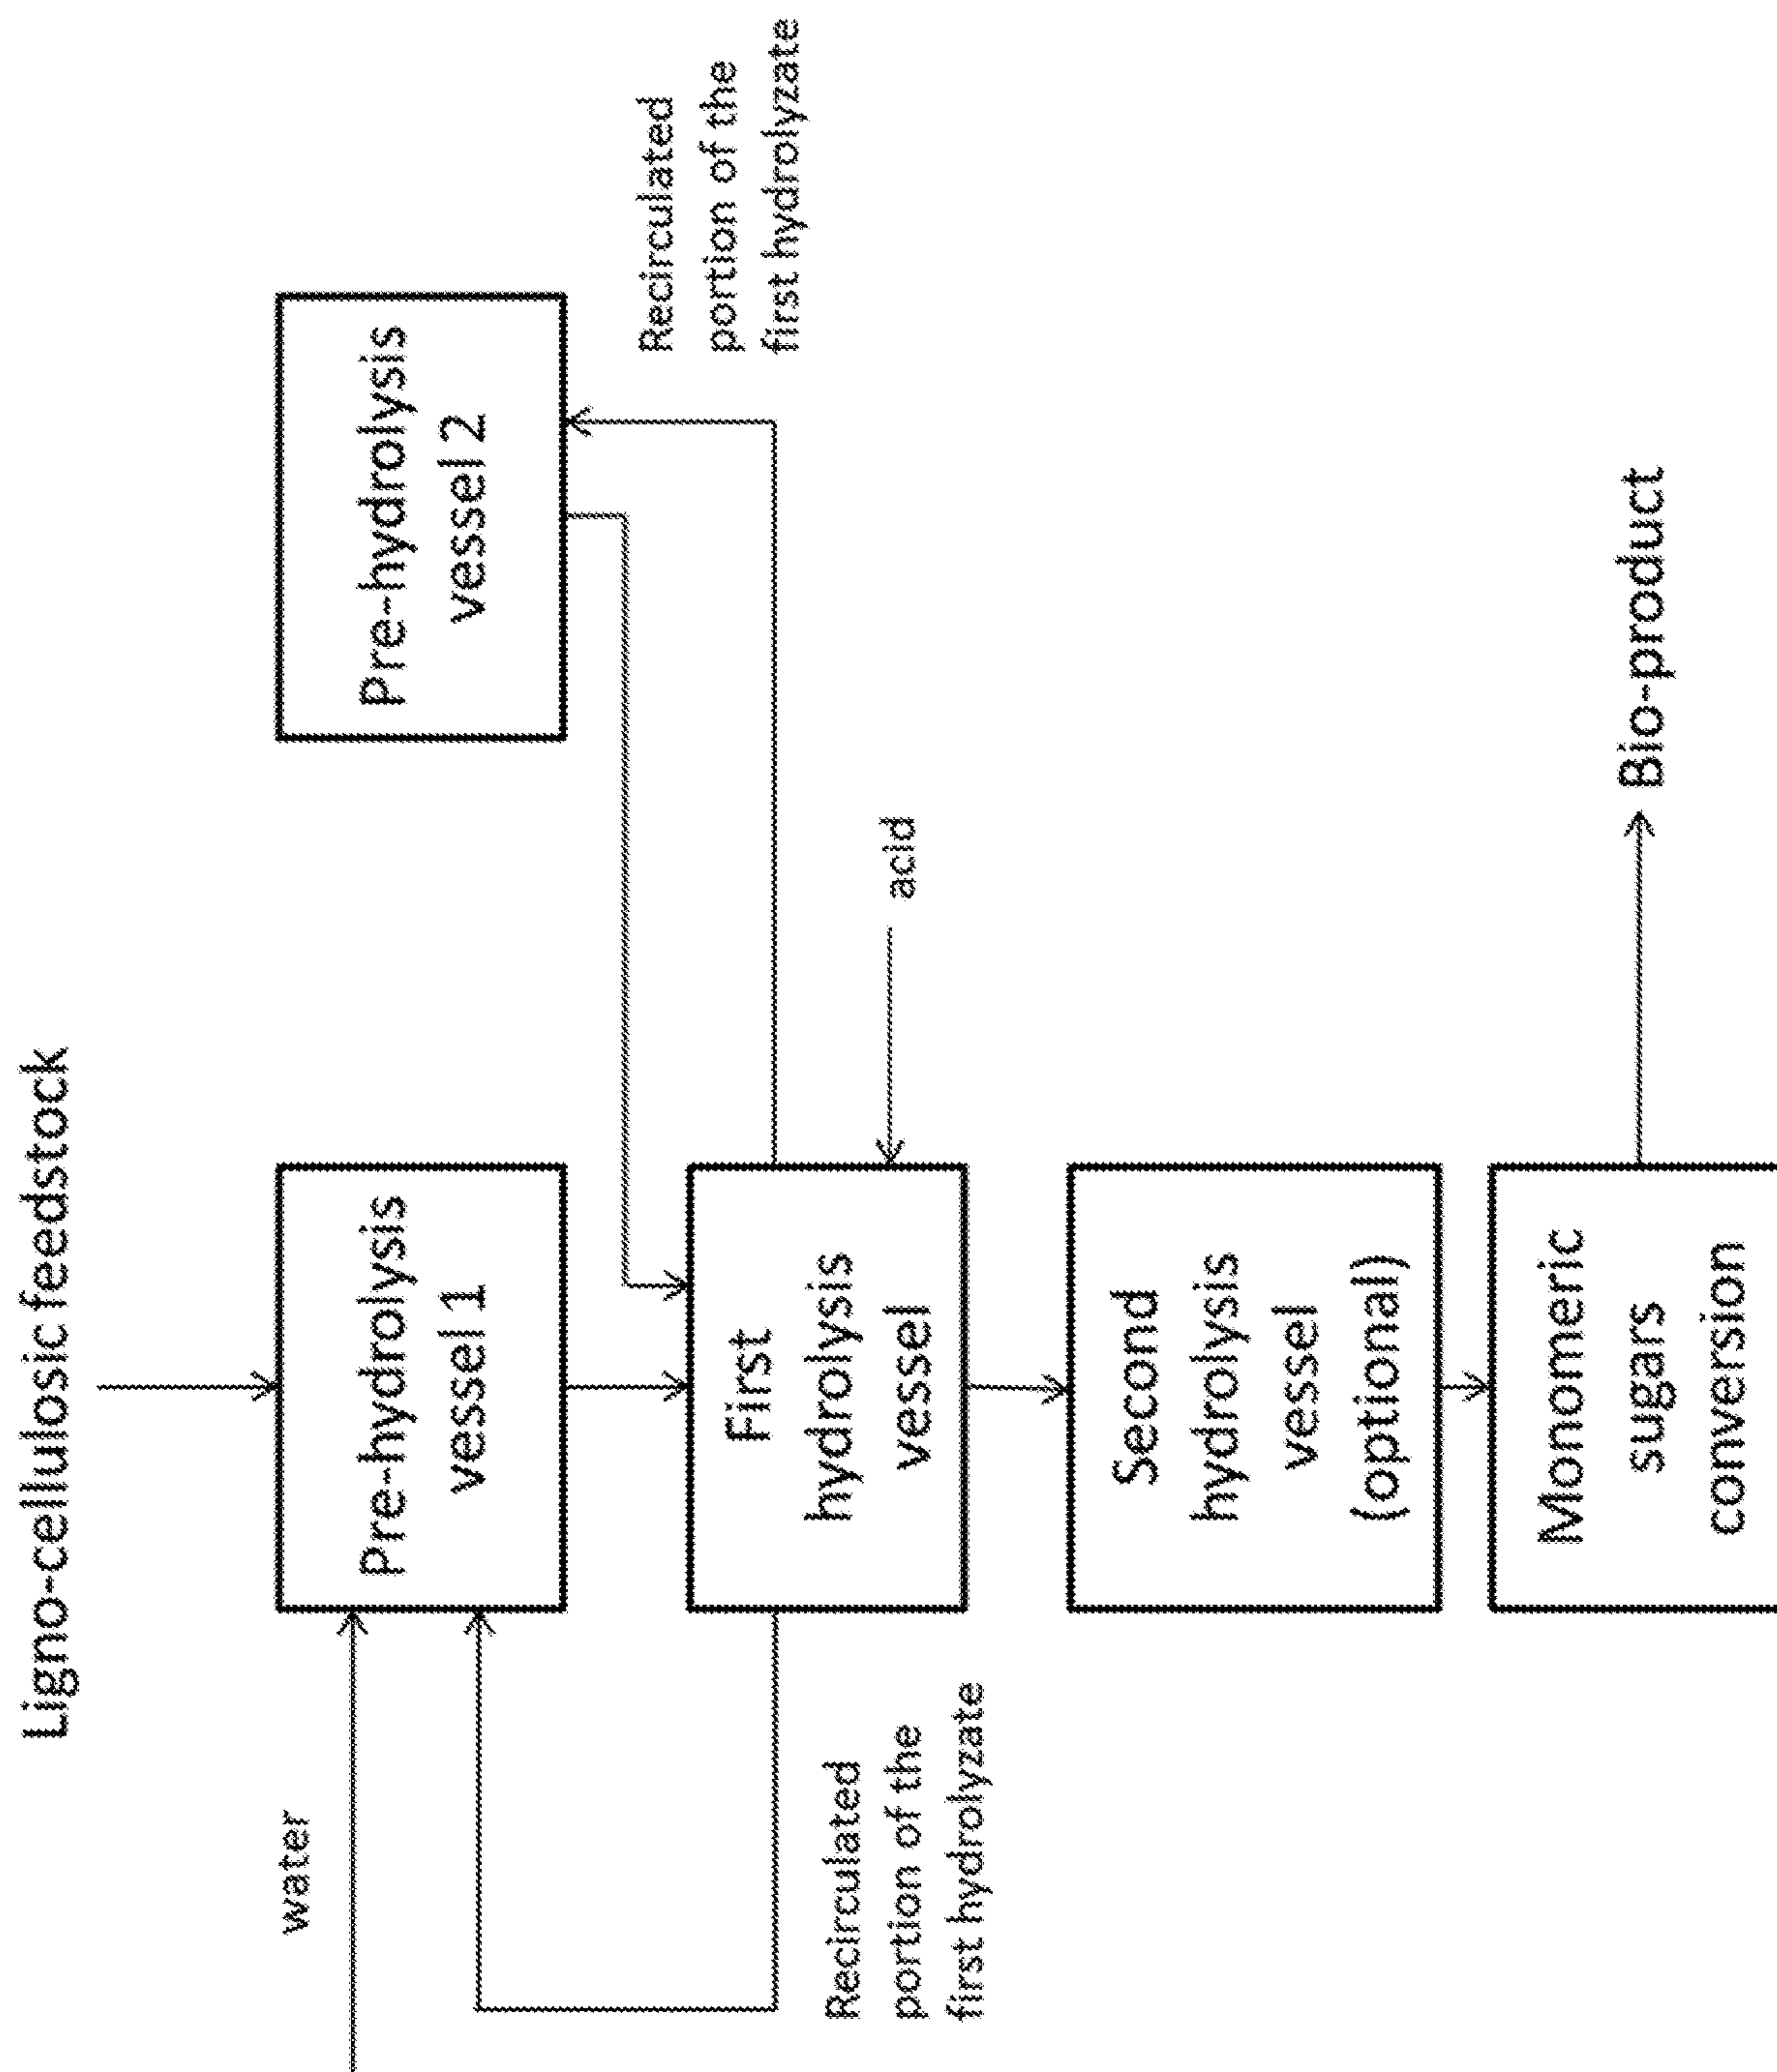 Ligno-cellulosic feedstock
water
Pre-hydrolysis
vessel 1
Pre-hydrolysis
vessel 2
Recirculated
portion of the
first hydrolyzate
First
hydrolysis
vessel
acid
Recirculated
portion of the
first hydrolyzate
Second
hydrolysis
vessel
(optional)
Monomeric
sugars
conversion
Bio-product